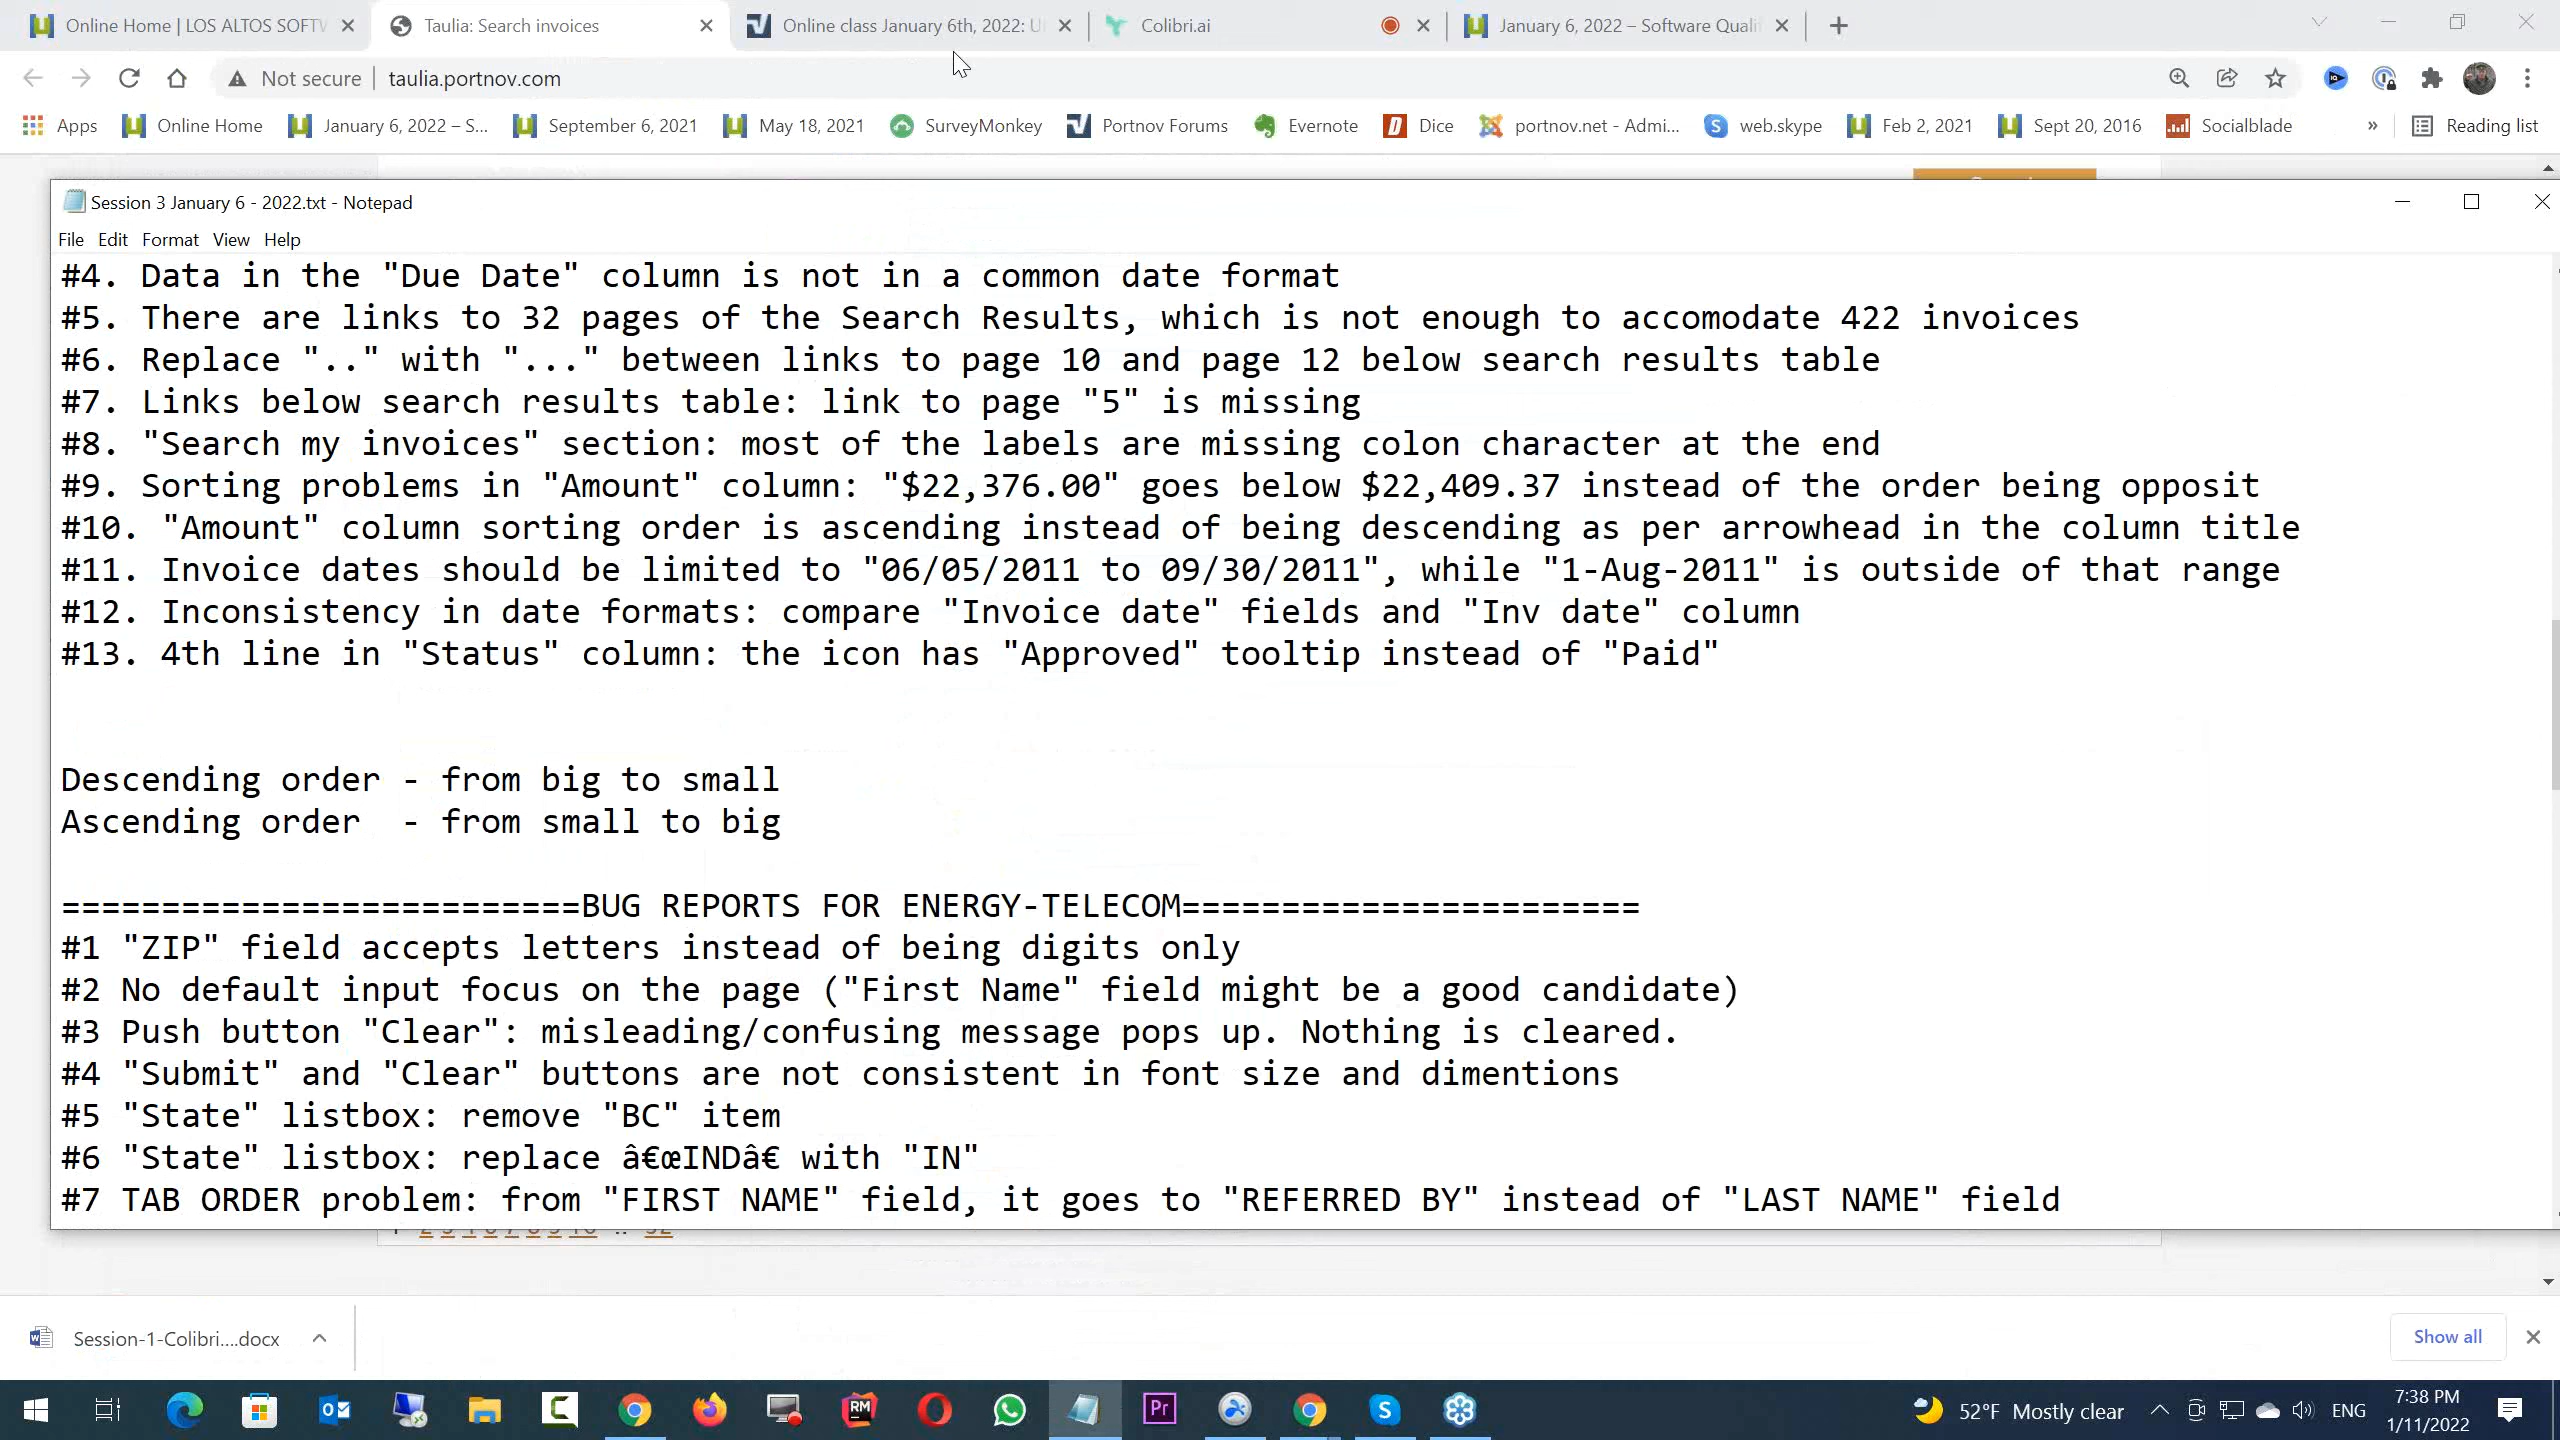 Online Home | LOS ALTOS SOFTW
Taulia: Search invoices
Online class January 6th, 2022: U
Colibri.ai
January 6, 2022 – Software Quali
Not secure
taulia.portnov.com
Apps
Online Home
January 6, 2022 – S...
September 6, 2021
May 18, 2021
SurveyMonkey
Portnov Forums
Evernote
Dice
portnov.net - Admi...
web.skype
Feb 2, 2021
Sept 20, 2016
Socialblade
»
Reading list
Session 3 January 6 - 2022.txt - Notepad
File Edit Format View Help
#4. Data in the "Due Date" column is not in a common date format
#5. There are links to 32 pages of the Search Results, which is not enough to accomodate 422 invoices
#6. Replace ".." with "..." between links to page 10 and page 12 below search results table
#7. Links below search results table: link to page "5" is missing
#8. "Search my invoices" section: most of the labels are missing colon character at the end
#9. Sorting problems in "Amount" column: "$22,376.00" goes below $22,409.37 instead of the order being opposit
#10. "Amount" column sorting order is ascending instead of being descending as per arrowhead in the column title
#11. Invoice dates should be limited to "06/05/2011 to 09/30/2011", while "1-Aug-2011" is outside of that range
#12. Inconsistency in date formats: compare "Invoice date" fields and "Inv date" column
#13. 4th line in "Status" column: the icon has "Approved" tooltip instead of "Paid"
Descending order - from big to small
Ascending order  - from small to big
==========================BUG REPORTS FOR ENERGY-TELECOM=======================
#1 "ZIP" field accepts letters instead of being digits only
#2 No default input focus on the page ("First Name" field might be a good candidate)
#3 Push button "Clear": misleading/confusing message pops up. Nothing is cleared.
#4 "Submit" and "Clear" buttons are not consistent in font size and dimentions
#5 "State" listbox: remove "BC" item
#6 "State" listbox: replace â€œINDâ€ with "IN"
#7 TAB ORDER problem: from "FIRST NAME" field, it goes to "REFERRED BY" instead of "LAST NAME" field
Session-1-Colibri....docx
Show all
52°F Mostly clear
ENG
7:38 PM
1/11/2022